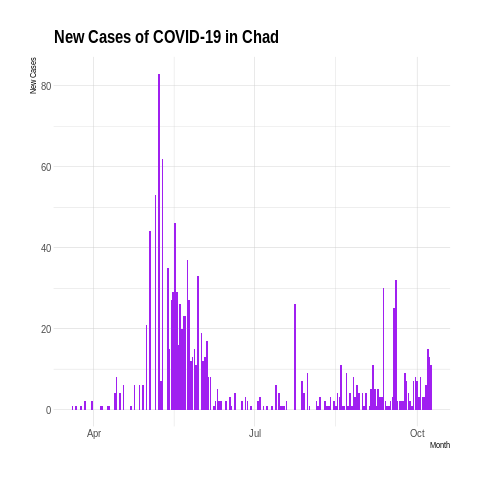 New Cases of COVID-19 in Chad
New Cases
80
60
40
20
0
Apr
Jul
Oct
Month